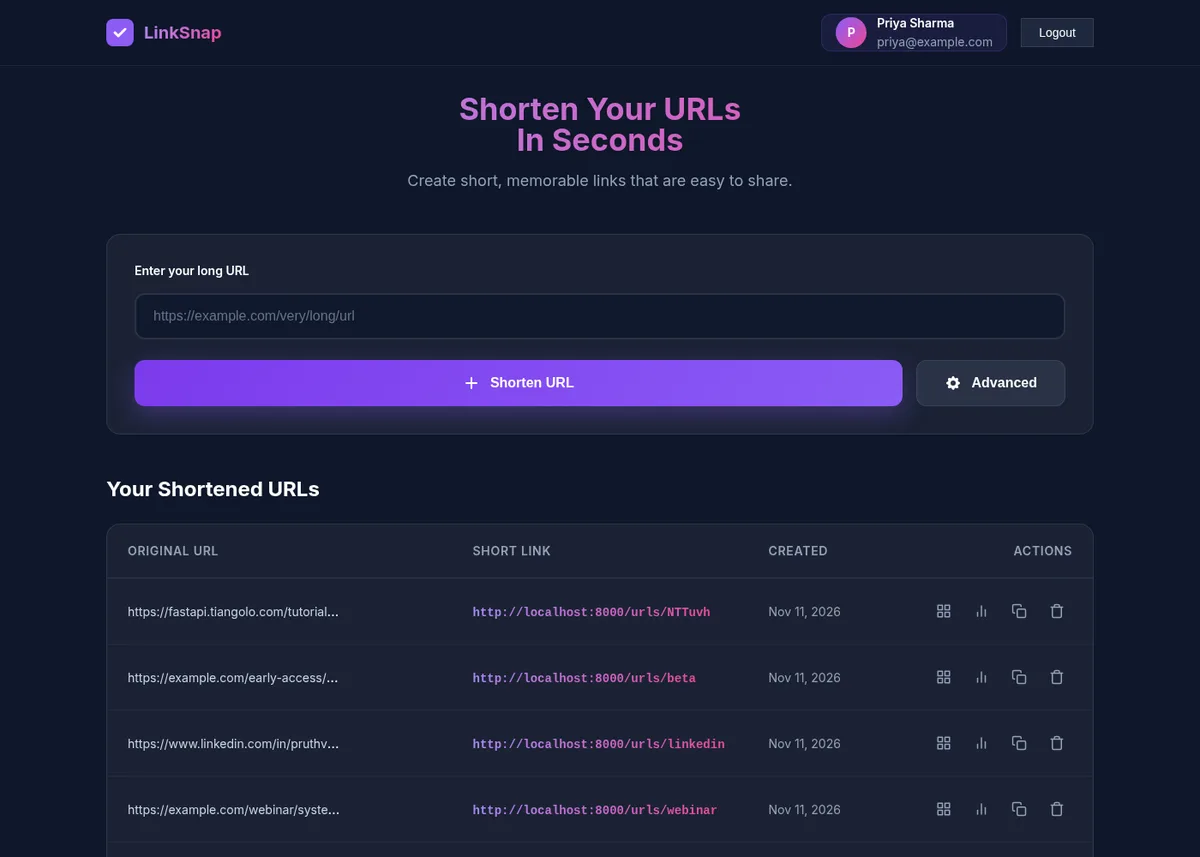 LinkSnap
P
Priya Sharma
priya@example.com
Logout
Shorten Your URLs
In Seconds
Create short, memorable links that are easy to share.
Enter your long URL
https://example.com/very/long/url
Shorten URL
Advanced
Your Shortened URLs
ORIGINAL URL SHORT LINK CREATED ACTIONS
https://fastapi.tiangolo.com/tutorial... http://localhost:8000/urls/NTTuvh Nov 11, 2026
https://example.com/early-access/... http://localhost:8000/urls/beta Nov 11, 2026
https://www.linkedin.com/in/pruthv... http://localhost:8000/urls/linkedin Nov 11, 2026
https://example.com/webinar/syste... http://localhost:8000/urls/webinar Nov 11, 2026